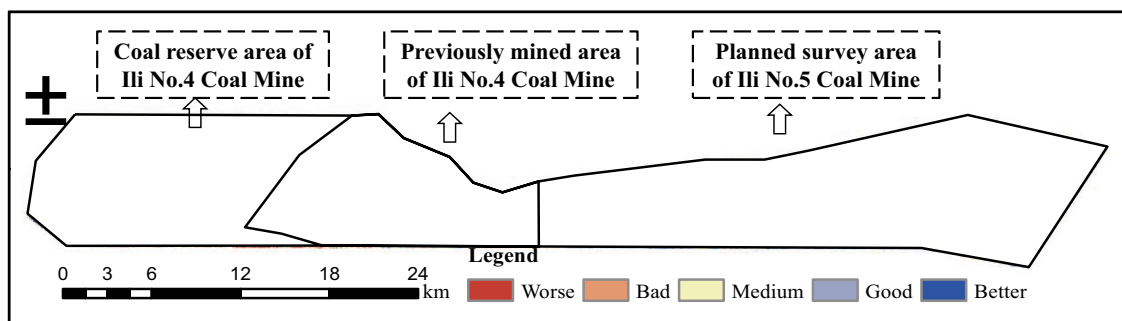 Coal reserve area of
Ili No.4 Coal Mine
Previously mined area
of Ili No.4 Coal Mine
Planned survey area
of Ili No.5 Coal Mine
Legend
0 3 6 12 18 24
km
Worse Bad Medium Good Better